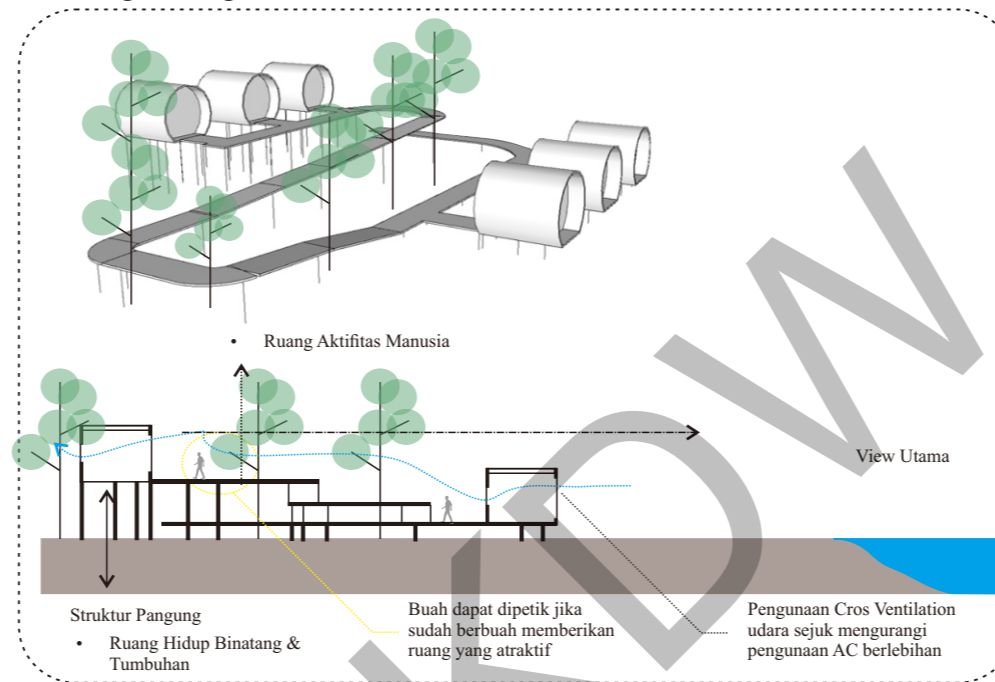 • Ruang Aktifitas Manusia
View Utama
Struktur Pangung
• Ruang Hidup Binatang &
Tumbuhan
Buah dapat dipetik jika
sudah berbuah memberikan
ruang yang atraktif
Pengunaan Cros Ventilation
udara sejuk mengurangi
pengunaan AC berlebihan
KDW